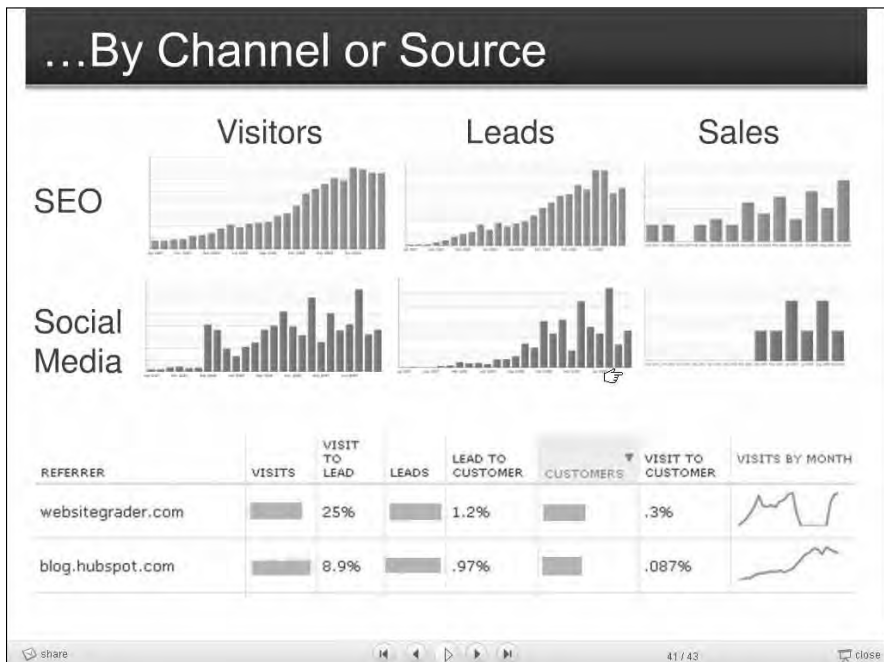 ...By Channel or Source
Visitors Leads Sales
SEO
Social
Media
REFERRER VISITS VISIT TO LEAD LEADS LEAD TO CUSTOMER CUSTOMERS VISIT TO CUSTOMER VISITS BY MONTH
websitegrader.com 25% 1.2% .3%
blog.hubspot.com 8.9% .97% .087%
share 41 / 43 close